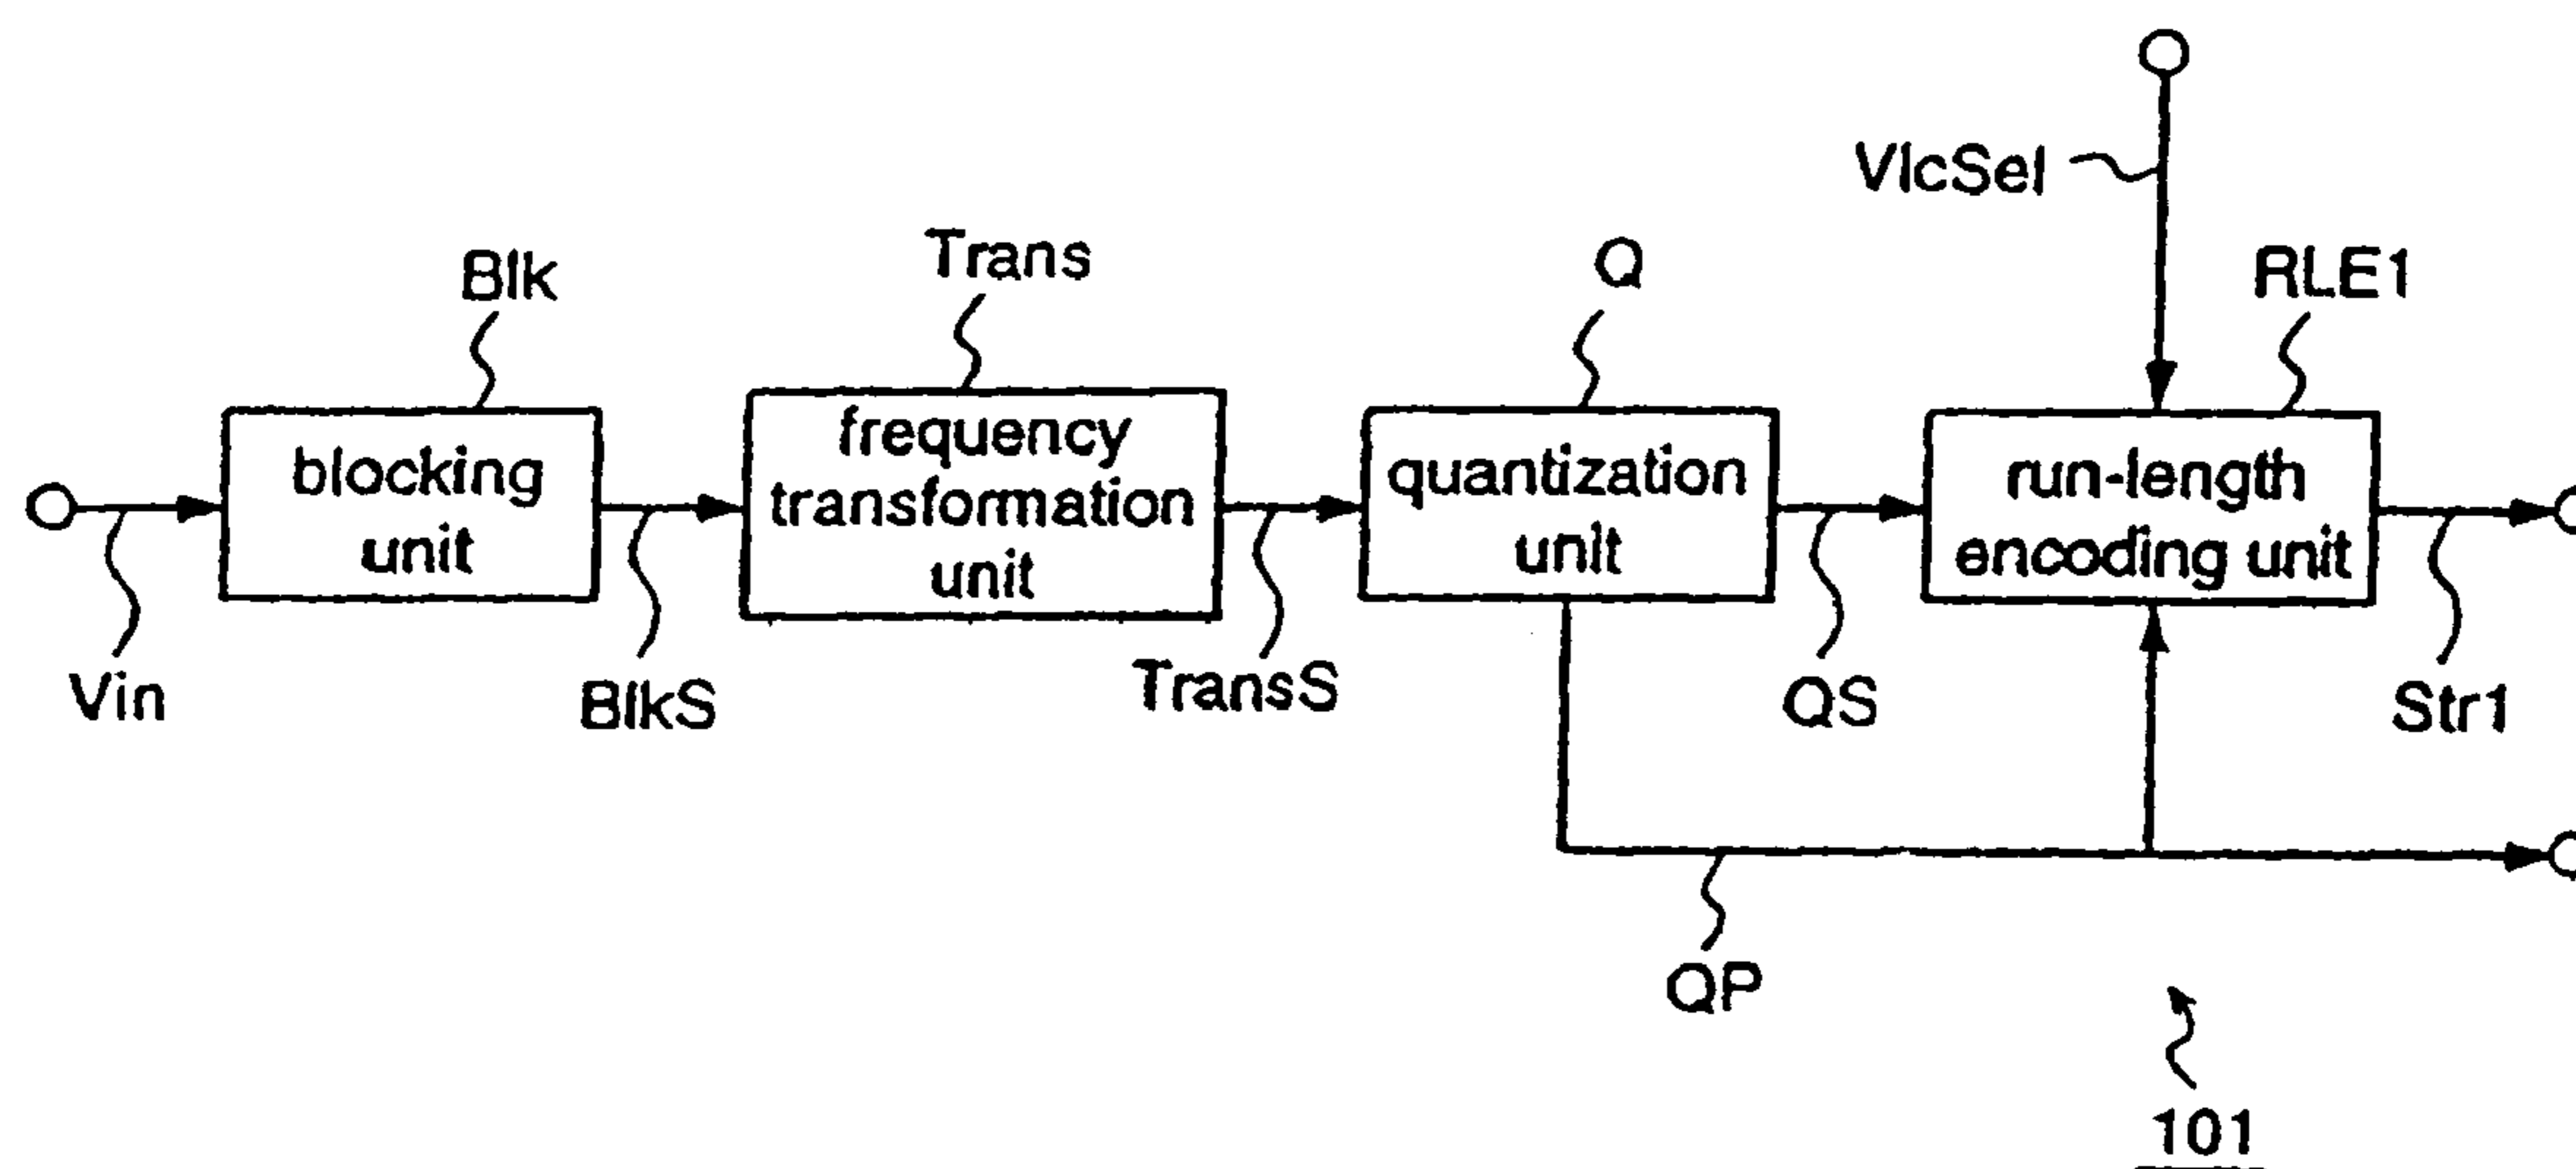 VlcSel
Blk
Trans
Q
RLE1
blocking
unit
frequency
transformation
unit
quantization
unit
run-length
encoding unit
Vin
BlkS
TransS
QS
Str1
QP
101